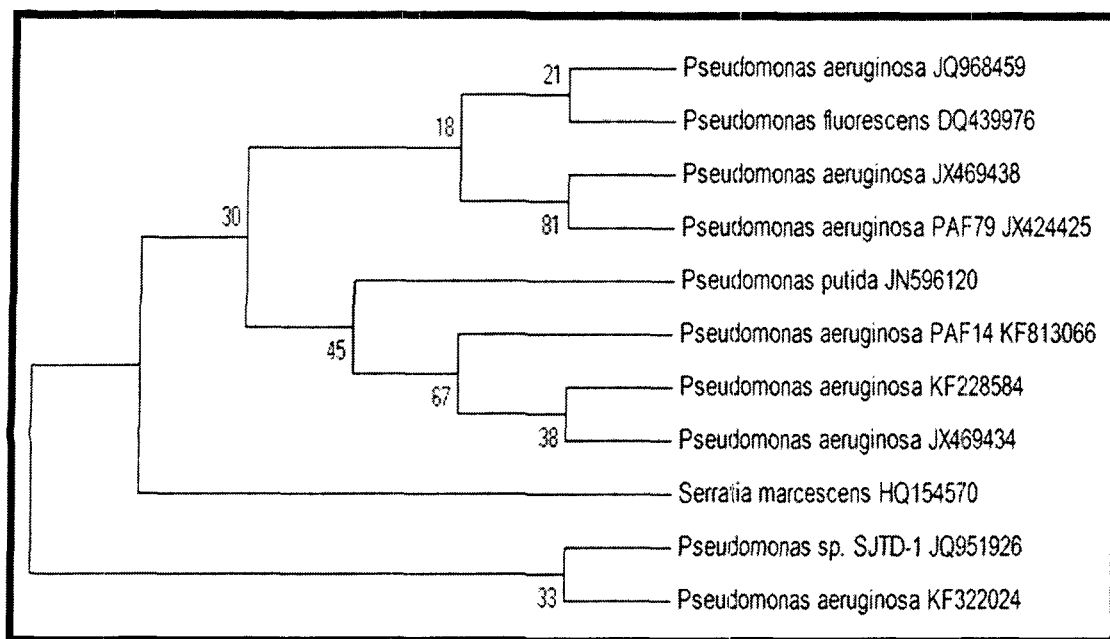 21
Pseudomonas aeruginosa JQ968459
Pseudomonas fluorescens DQ439976
18
Pseudomonas aeruginosa JX469438
81
Pseudomonas aeruginosa PAF79 JX424425
30
Pseudomonas putida JN596120
45
Pseudomonas aeruginosa PAF14 KF813066
67
Pseudomonas aeruginosa KF228584
38
Pseudomonas aeruginosa JX469434
Serratia marcescens HQ154570
Pseudomonas sp. SJTD-1 JQ951926
33
Pseudomonas aeruginosa KF322024